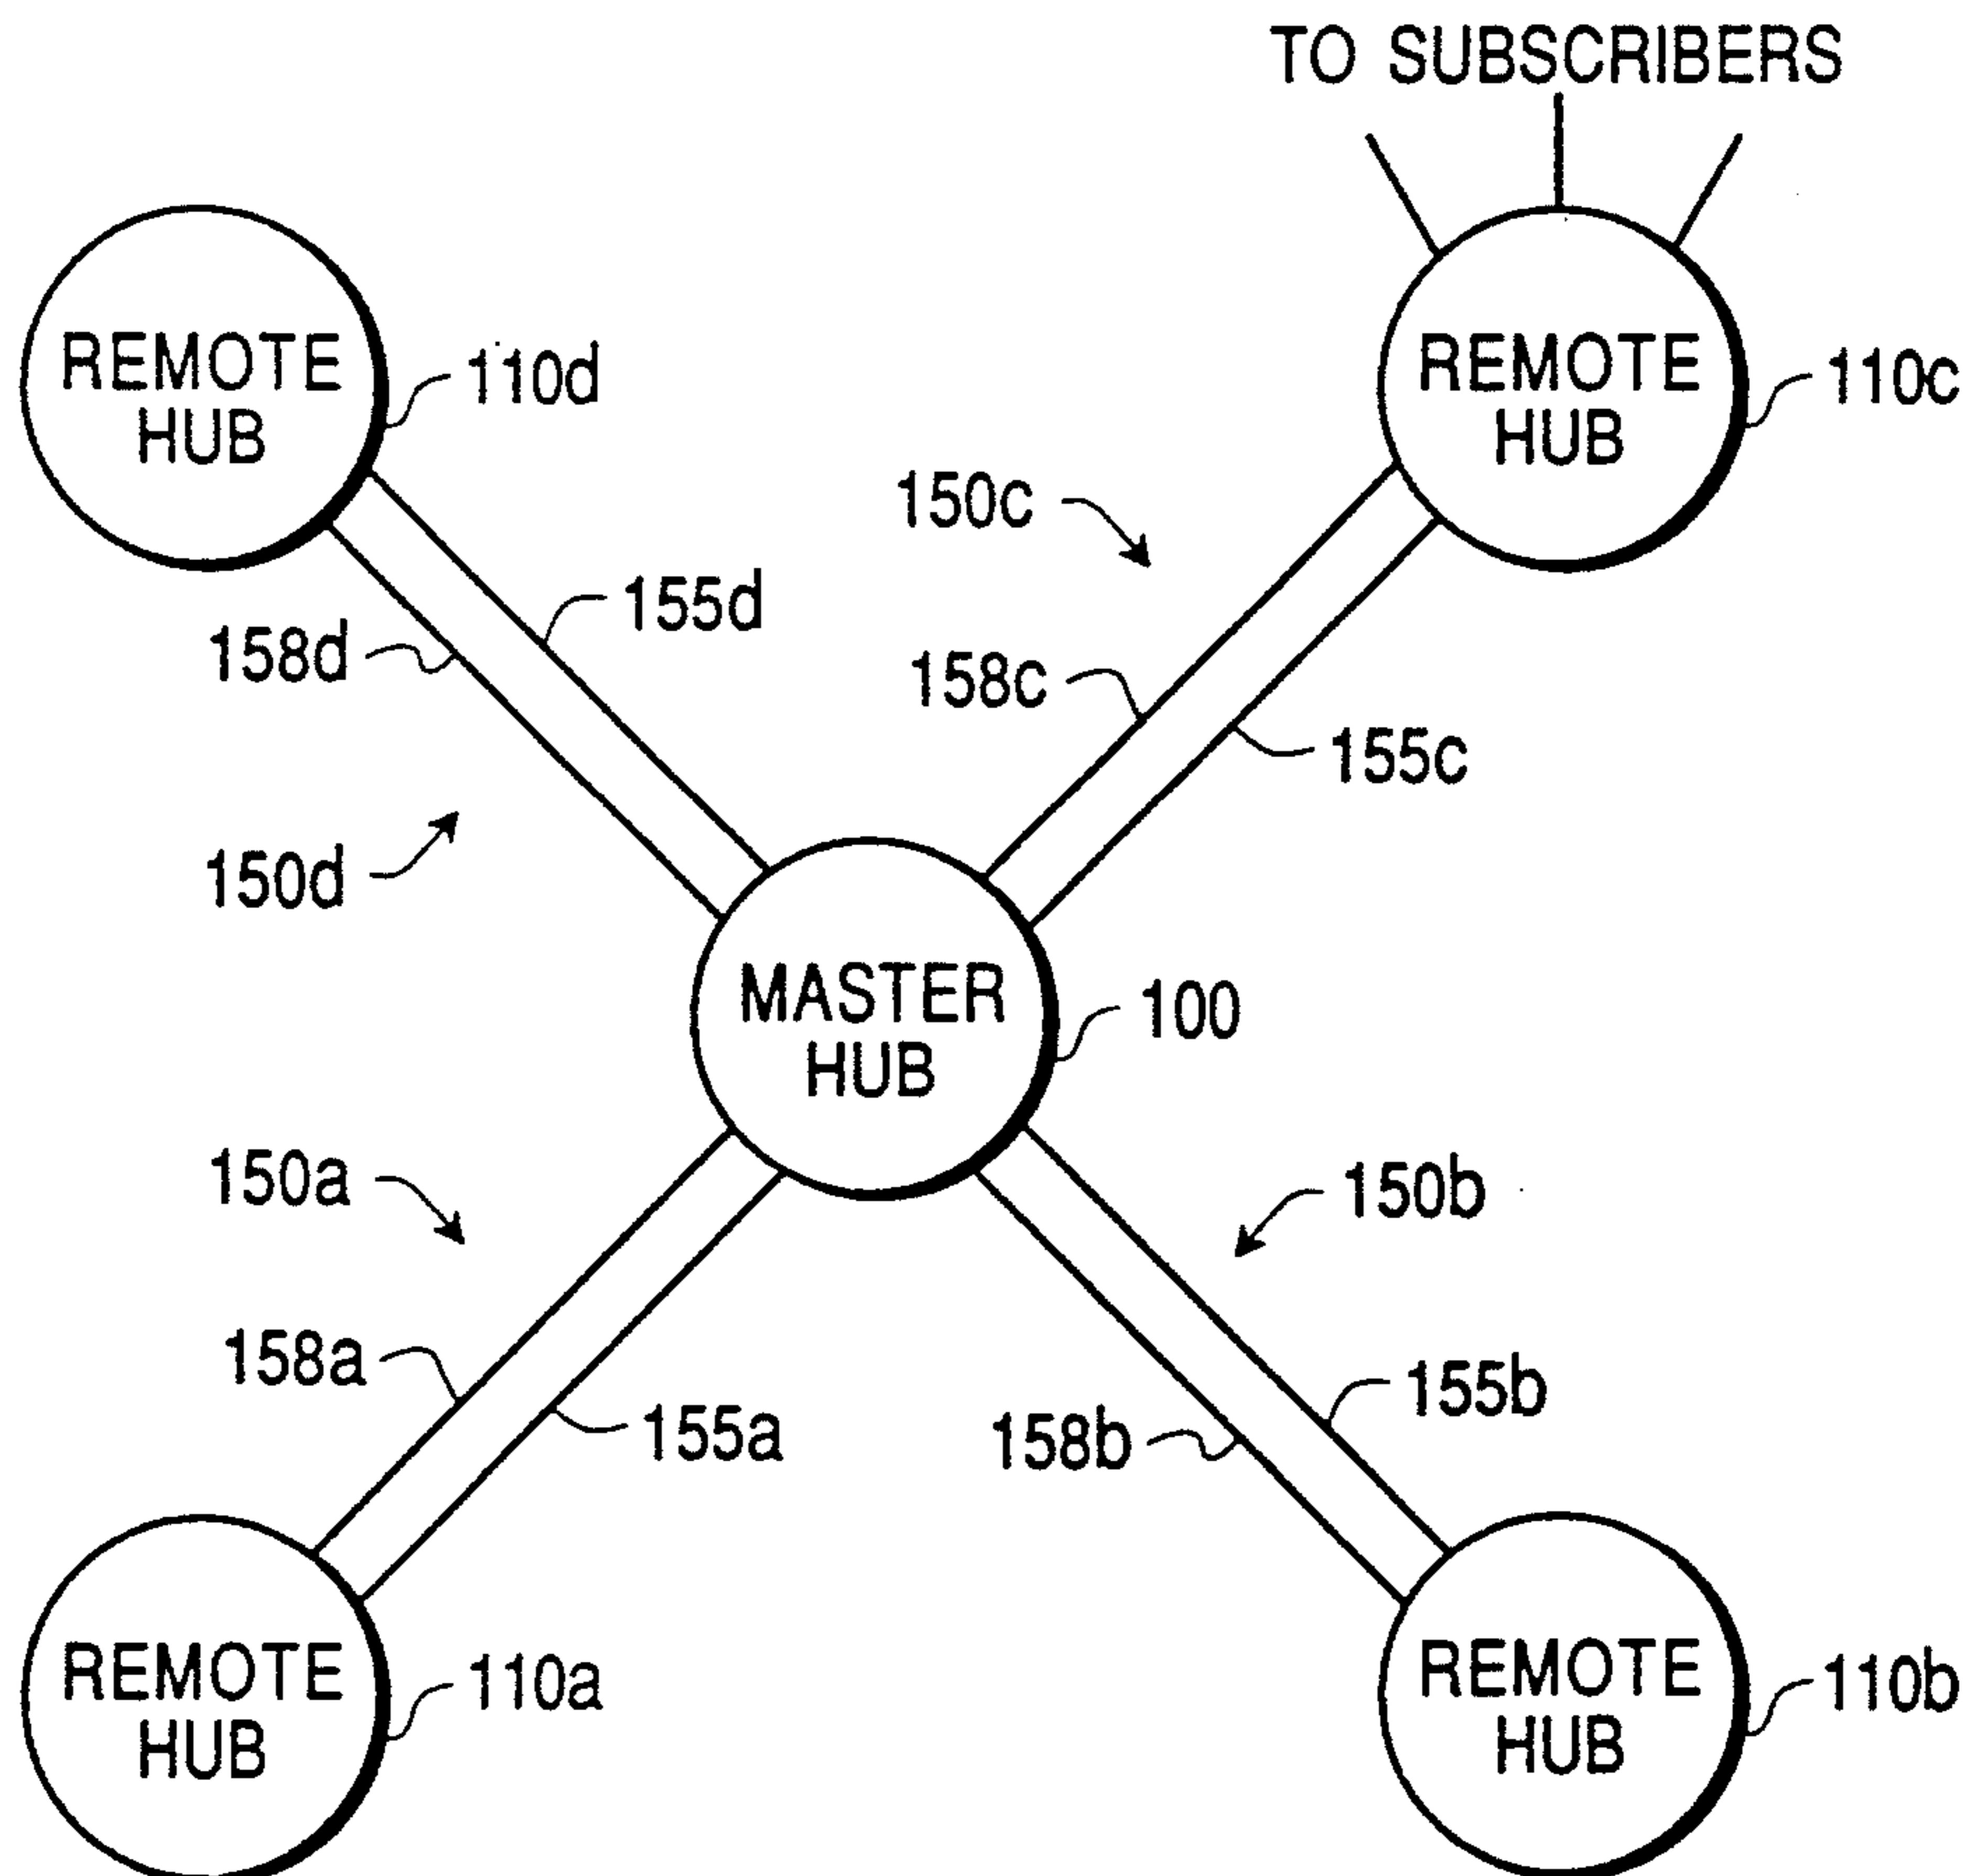 TO SUBSCRIBERS
REMOTE
HUB
110d
REMOTE
HUB
110c
150c
155d
158d
158c
155c
150d
MASTER
HUB
100
150a
150b
158a
155a
158b
155b
REMOTE
HUB
110a
REMOTE
HUB
110b